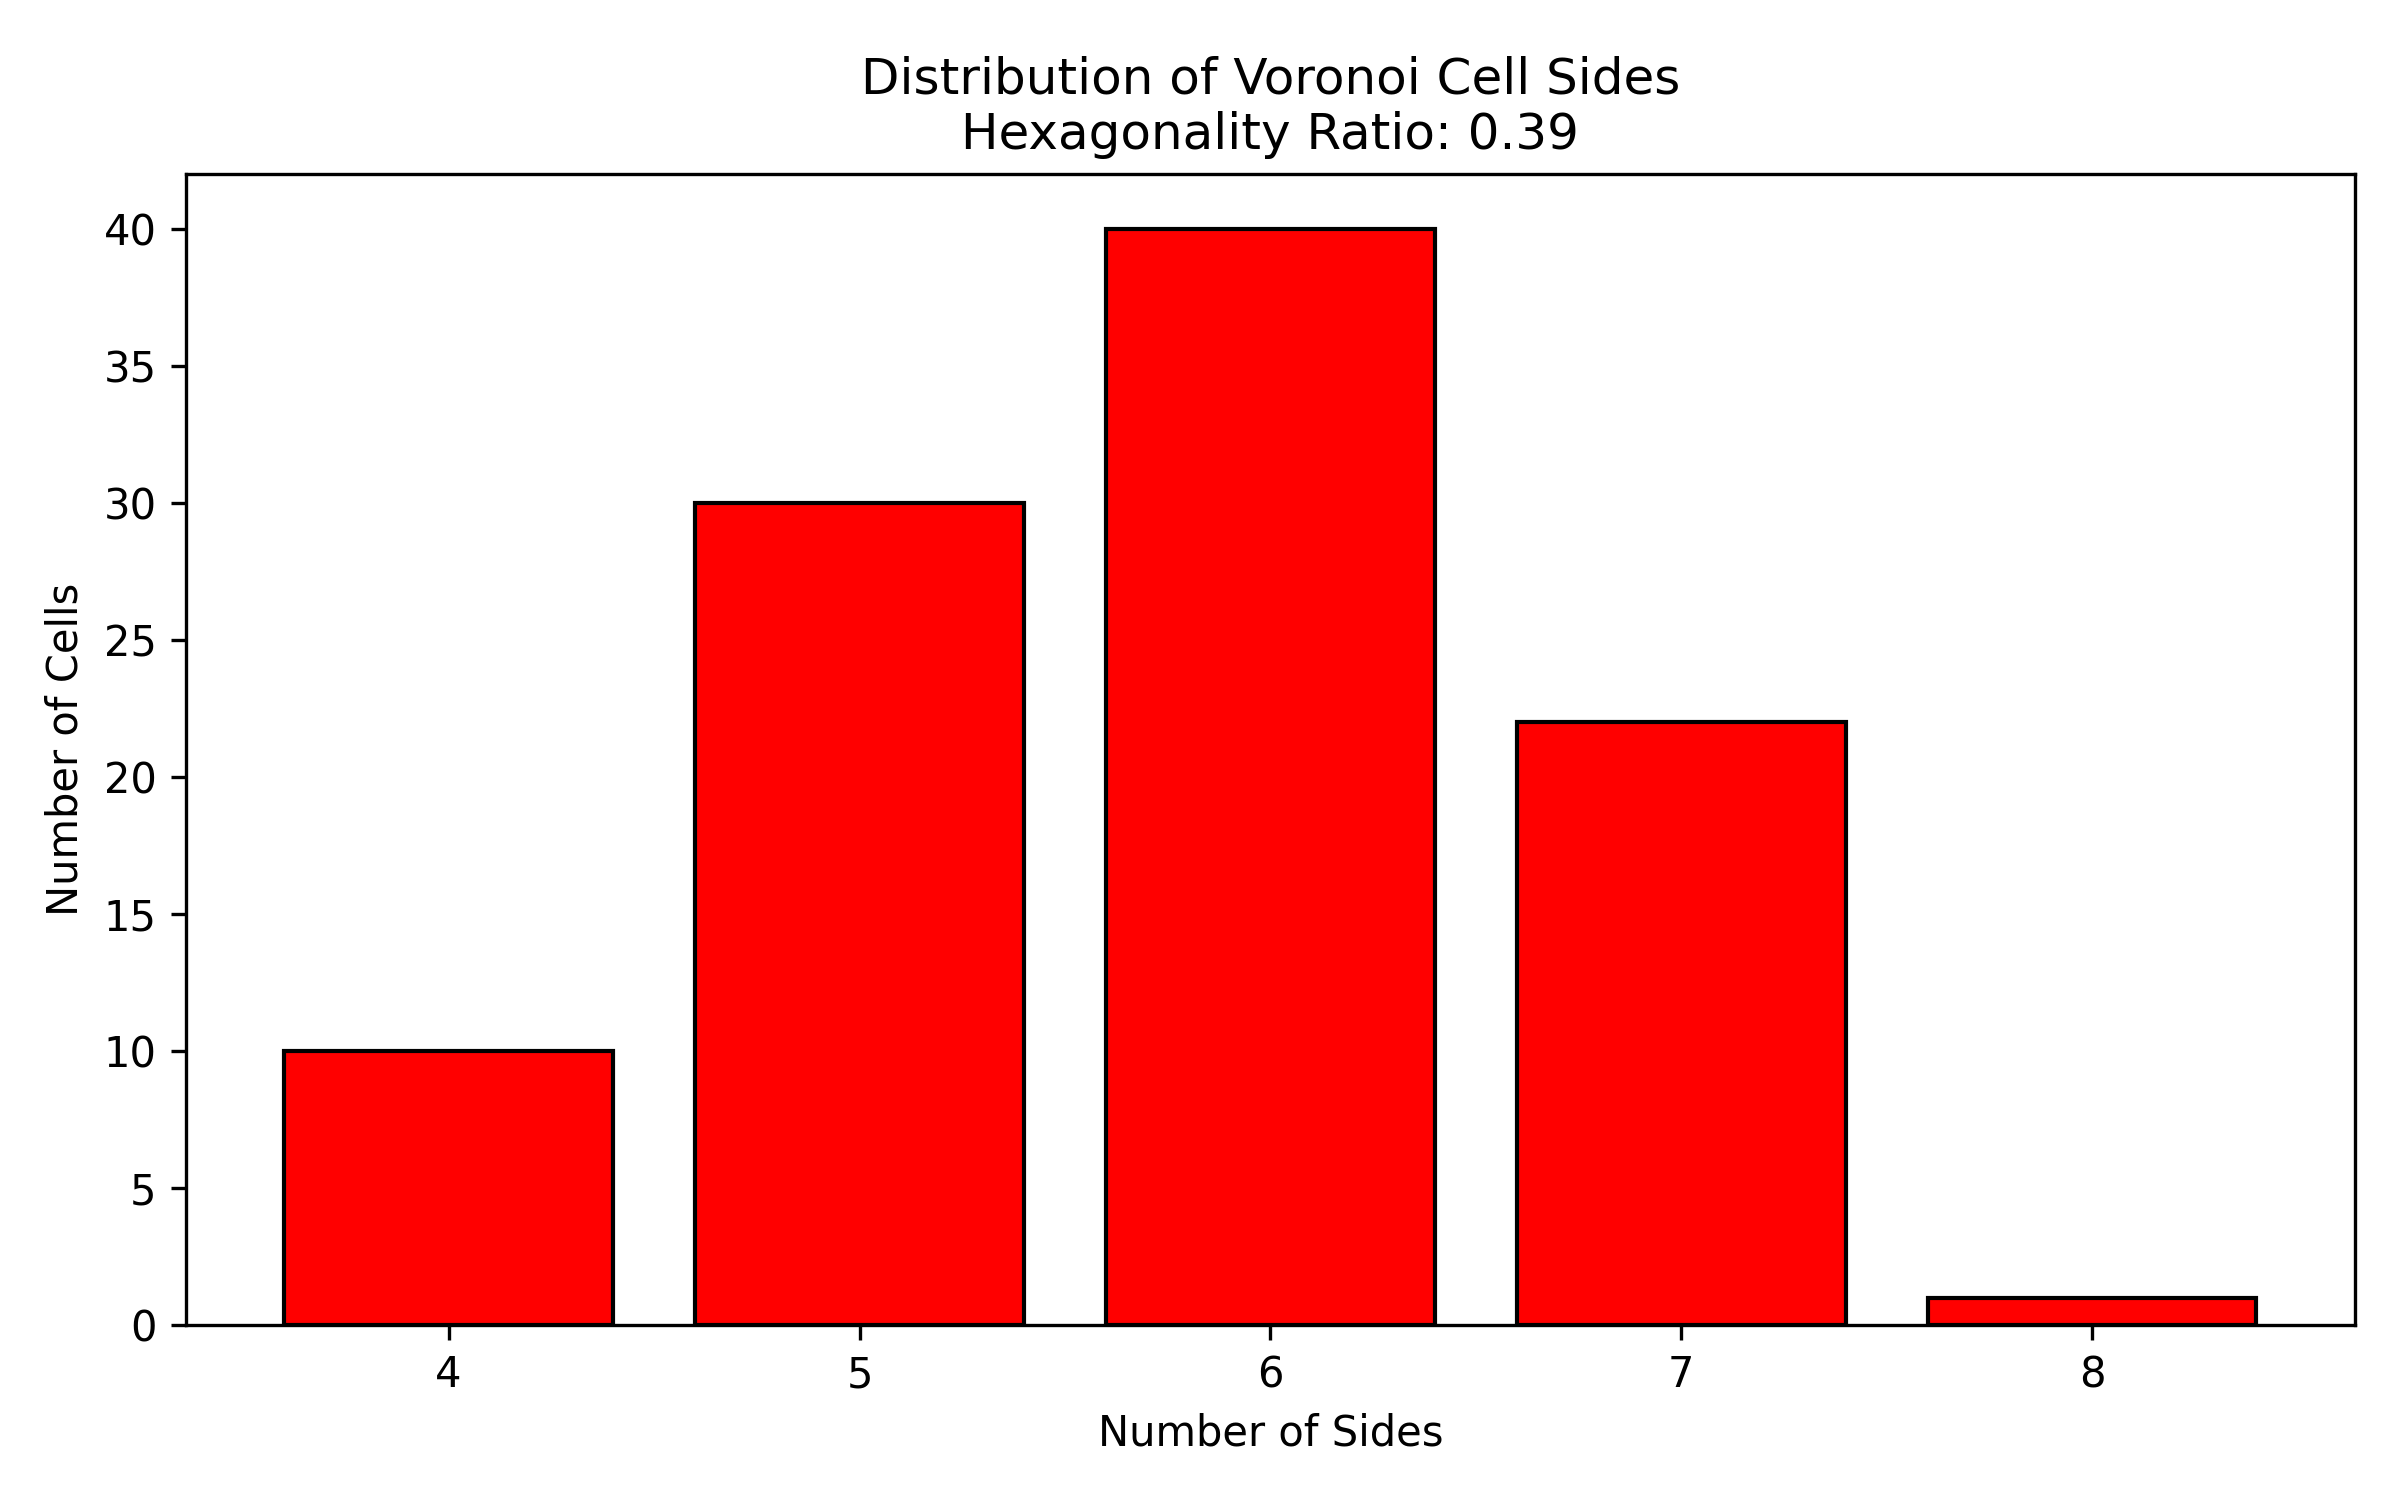 Distribution of Voronoi Cell Sides
Hexagonality Ratio: 0.39
40
35
30
25
20
15
10
5
0
Number of Cells
4 5 6 7 8
Number of Sides